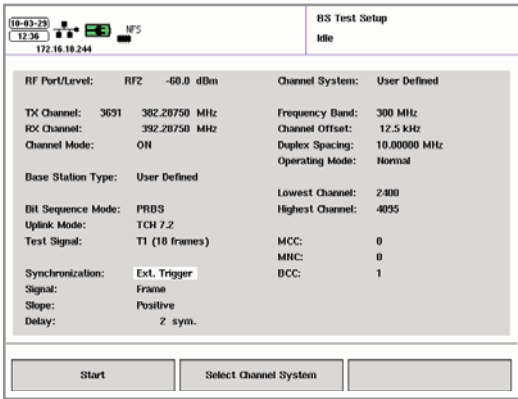 10-03-29
12:36
NFS
172.16.10.244
BS Test Setup
Idle
RF Port/Level: RF2 -60.0 dBm
TX Channel: 3691 382.28750 MHz
RX Channel: 392.28750 MHz
Channel Mode: ON
Base Station Type: User Defined
Bit Sequence Mode: PRBS
Uplink Mode: TCH 7.2
Test Signal: T1 (18 frames)
Synchronization: Ext. Trigger
Signal: Frame
Slope: Positive
Delay: 2 sym.
Channel System: User Defined
Frequency Band: 300 MHz
Channel Offset: 12.5 kHz
Duplex Spacing: 10.00000 MHz
Operating Mode: Normal
Lowest Channel: 2400
Highest Channel: 4095
MCC: 0
MNC: 0
BCC: 1
Start
Select Channel System